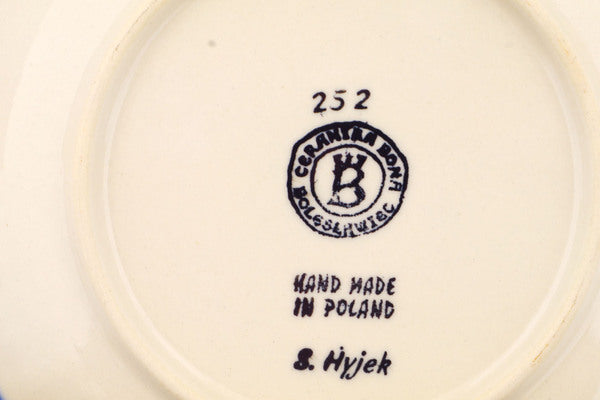 252
CERAMIKA BONA
B
BOLESŁAWIEC
HAND MADE
IN POLAND
S. Hyjek